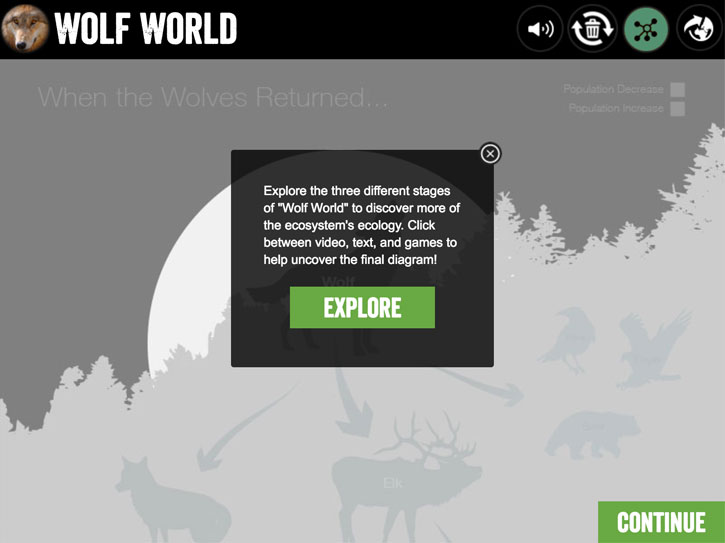 WOLF WORLD
When the Wolves Returned...
Population Decrease
Population Increase
Explore the three different stages
of "Wolf World" to discover more of
the ecosystem's ecology. Click
between video, text, and games to
help uncover the final diagram!
Wolf
EXPLORE
Elk
CONTINUE